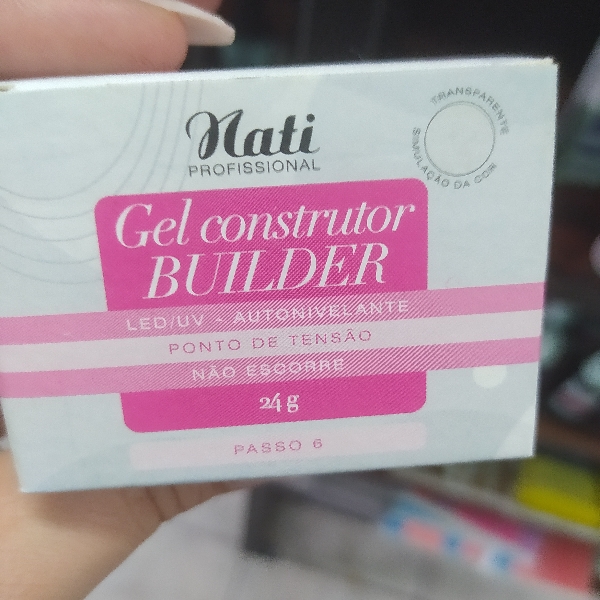 Nati
PROFISSIONAL
TRANSPARENTE
SIMULAÇÃO DA COR
Gel construtor
BUILDER
LED/UV - AUTONIVELANTE
PONTO DE TENSÃO
NÃO ESCORRE
24 g
PASSO 6